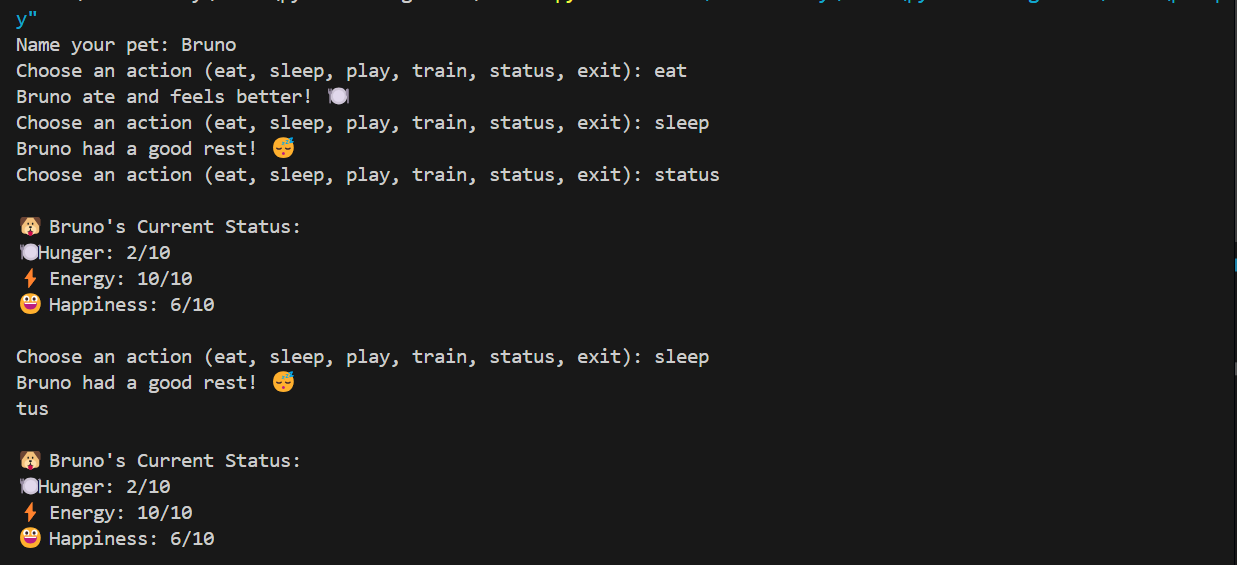 y"
Name your pet: Bruno
Choose an action (eat, sleep, play, train, status, exit): eat
Bruno ate and feels better! 🍽️
Choose an action (eat, sleep, play, train, status, exit): sleep
Bruno had a good rest! 😴
Choose an action (eat, sleep, play, train, status, exit): status
🐶 Bruno's Current Status:
🍽️Hunger: 2/10
⚡ Energy: 10/10
😀 Happiness: 6/10
Choose an action (eat, sleep, play, train, status, exit): sleep
Bruno had a good rest! 😴
tus
🐶 Bruno's Current Status:
🍽️Hunger: 2/10
⚡ Energy: 10/10
😀 Happiness: 6/10